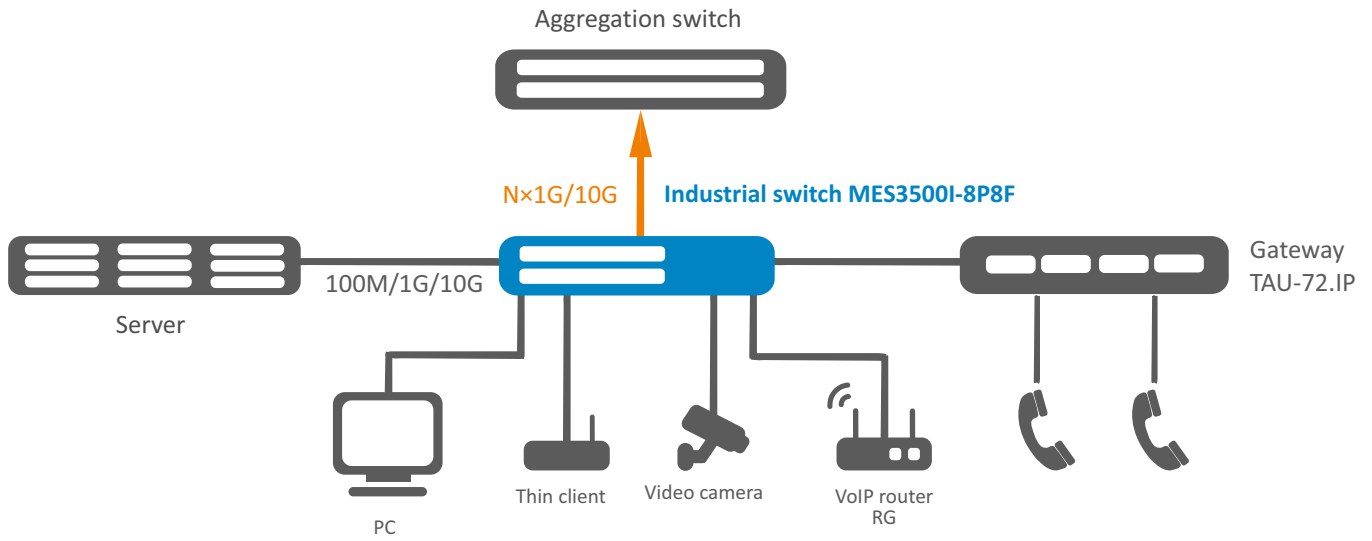 Aggregation switch
N×1G/10G
Industrial switch MES3500I-8P8F
Server
100M/1G/10G
Gateway
TAU-72.IP
PC
Thin client
Video camera
VoIP router
RG